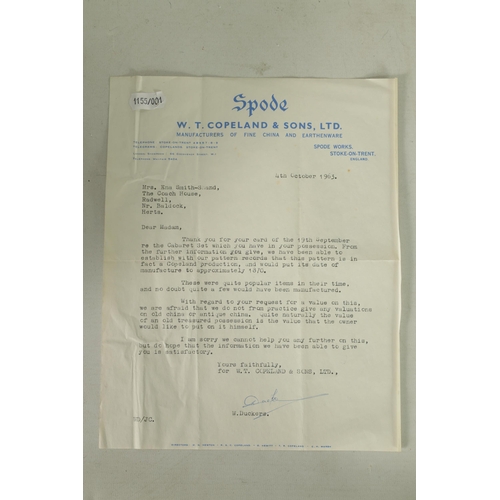 1155/001
Spode
W. T. COPELAND & SONS, LTD.
MANUFACTURERS OF FINE CHINA AND EARTHENWARE
SPODE WORKS,
STOKE-ON-TRENT,
ENGLAND
4th October 1963.
Mrs.
The Coach House,
Radwell,
Nr. Baldock,
Herts.
Dear Madam,
Thank you for your card of the 19th September
re the Cabaret Set which you have in your possession. From
the further information you give, we have been able to
establish with our pattern records that this pattern is in
fact a Copeland production, and would put its date of
manufacture to approximately 1870.
These were quite popular items in their time,
and no doubt quite a few would have been manufactured.
With regard to your request for a value on this,
we are afraid that we do not from practice give any valuations
on old china or antique china. Quite naturally the value
of an old treasured possession is the value that the owner
would like to put on it himself.
I am sorry we cannot help you any further on this,
but do hope that the information we have been able to give
you is satisfactory.
Yours faithfully,
for W.T. COPELAND & SONS, LTD.,
W.Duckers.